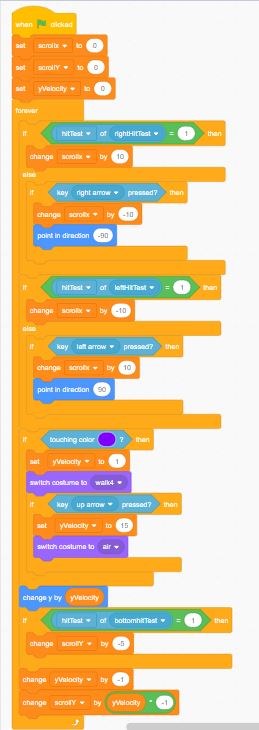 when clicked
set scrollx to 0
set scrollY to 0
set yVelocity to 0
forever
if hitTest of rightHitTest = 1 then
change scrollx by 10
else
if key right arrow pressed? then
change scrollx by -10
point in direction -90
if hitTest of leftHitTest = 1 then
change scrollx by -10
else
if key left arrow pressed? then
change scrollx by 10
point in direction 90
if touching color ? then
set yVelocity to 1
switch costume to walk4
if key up arrow pressed? then
set yVelocity to 15
switch costume to air
change y by yVelocity
if hitTest of bottomhitTest = 1 then
change scrollY by -5
change yVelocity by -1
change scrollY by yVelocity * -1